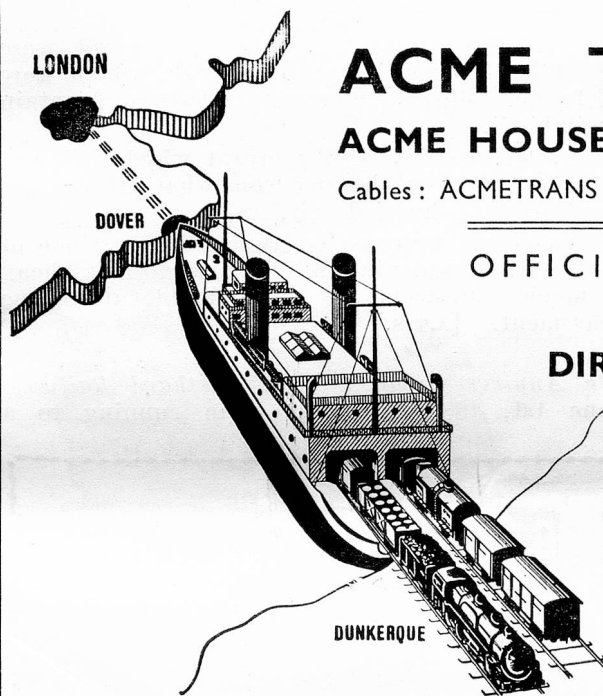 LONDON
ACME
ACME HOUSE
Cables : ACMETRANS
DOVER
OFFICI
DIR
DUNKERQUE